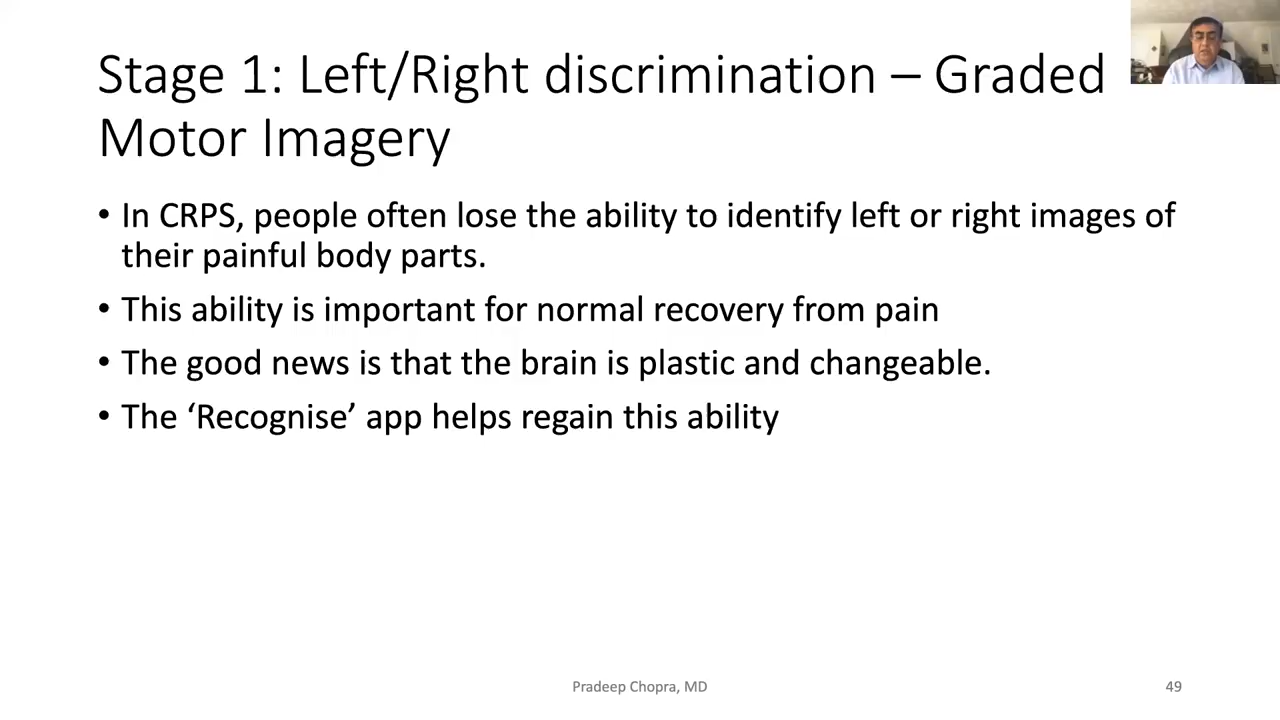 Stage 1: Left/Right discrimination – Graded
Motor Imagery
• In CRPS, people often lose the ability to identify left or right images of
their painful body parts.
• This ability is important for normal recovery from pain
• The good news is that the brain is plastic and changeable.
• The ‘Recognise’ app helps regain this ability
Pradeep Chopra, MD
49